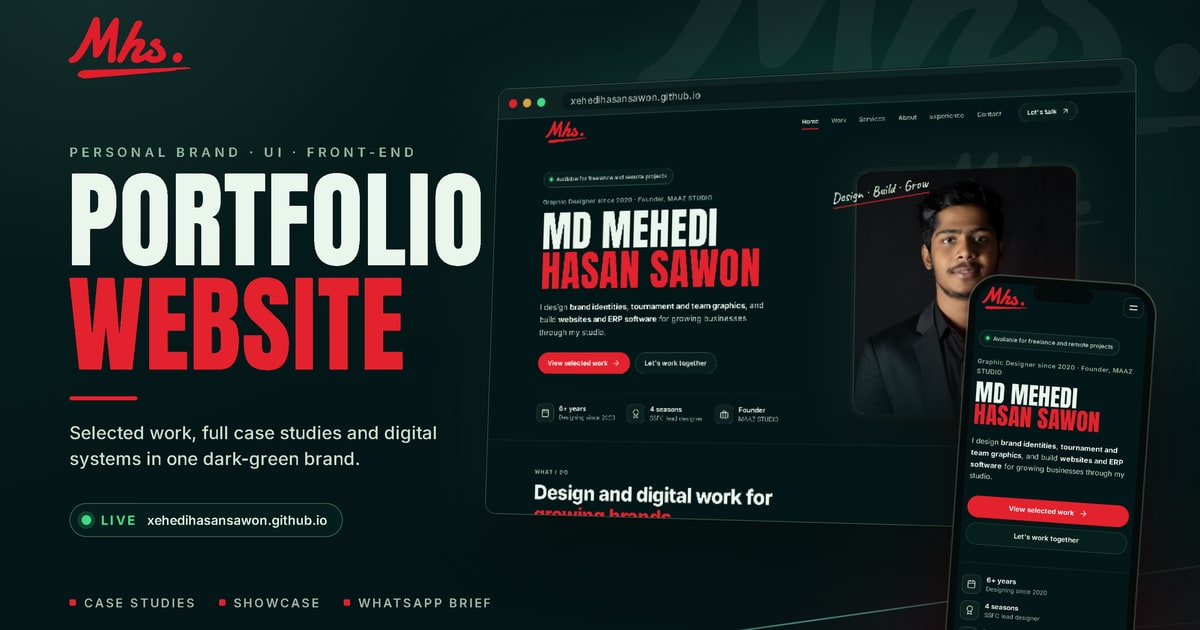 Mhs.
PERSONAL BRAND · UI · FRONT-END
PORTFOLIO
WEBSITE
Selected work, full case studies and digital
systems in one dark-green brand.
LIVE xehedihasansawon.github.io
CASE STUDIES SHOWCASE WHATSAPP BRIEF
xehedihasansawon.github.io
Mhs.
Home Work Services About Experience Contact Let's talk
Available for freelance and remote projects
Graphic Designer since 2020 · Founder, MAAZ STUDIO
MD MEHEDI
HASAN SAWON
I design brand identities, tournament and team graphics, and
build websites and ERP software for growing businesses
through my studio.
View selected work → Let's work together
6+ years
Designing since 2020
4 seasons
SSFC lead designer
Founder
MAAZ STUDIO
Design · Build · Grow
WHAT I DO
Design and digital work for
growing brands
Mhs.
Available for freelance and remote projects
Graphic Designer since 2020 · Founder, MAAZ
STUDIO
MD MEHEDI
HASAN SAWON
I design brand identities, tournament and
team graphics, and build websites and ERP
software for growing businesses through my
studio.
View selected work →
Let's work together
6+ years
Designing since 2020
4 seasons
SSFC lead designer